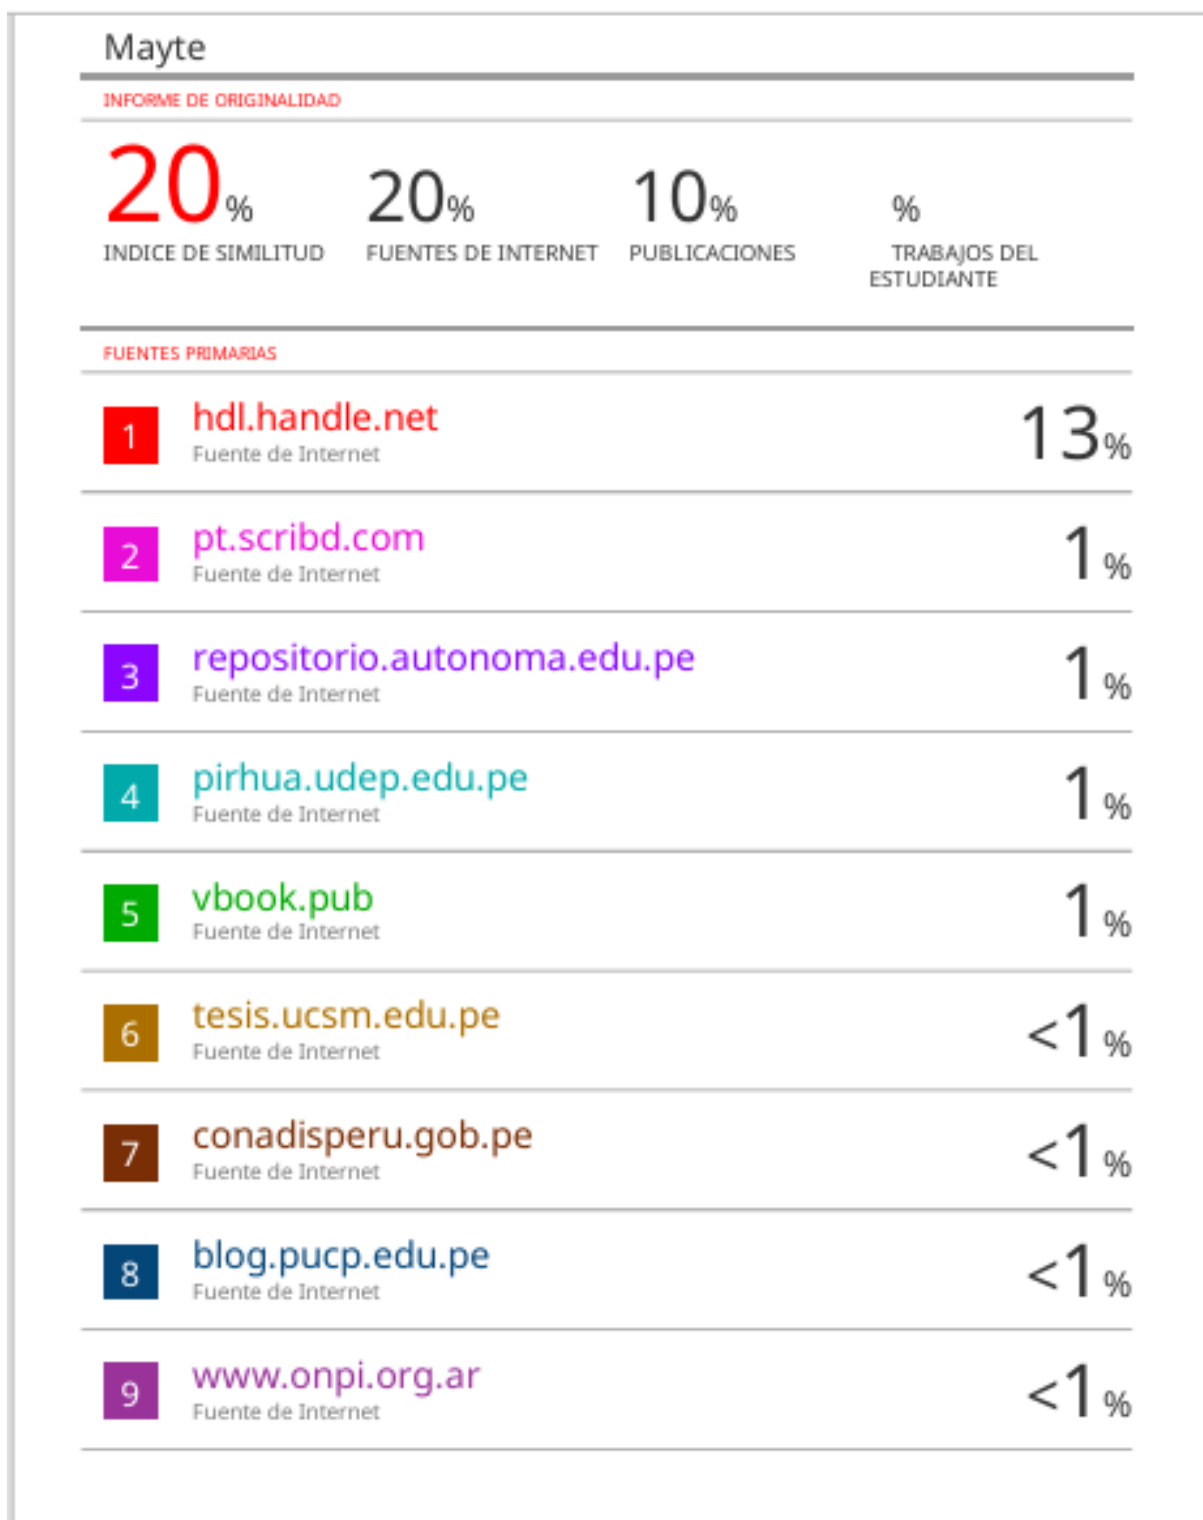 Mayte
INFORME DE ORIGINALIDAD
20% 20% 10% %
INDICE DE SIMILITUD FUENTES DE INTERNET PUBLICACIONES TRABAJOS DEL
ESTUDIANTE
FUENTES PRIMARIAS
1 hdl.handle.net 13%
Fuente de Internet
2 pt.scribd.com 1%
Fuente de Internet
3 repositorio.autonoma.edu.pe 1%
Fuente de Internet
4 pirhua.udep.edu.pe 1%
Fuente de Internet
5 vbook.pub 1%
Fuente de Internet
6 tesis.ucsm.edu.pe <1%
Fuente de Internet
7 conadisperu.gob.pe <1%
Fuente de Internet
8 blog.pucp.edu.pe <1%
Fuente de Internet
9 www.onpi.org.ar <1%
Fuente de Internet